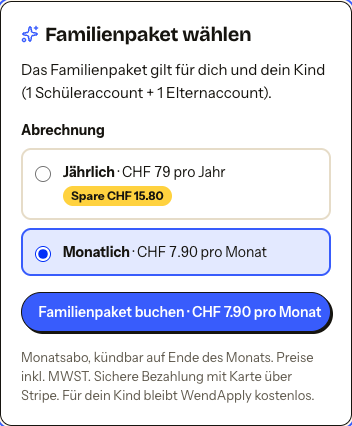 Familienpaket wählen
Das Familienpaket gilt für dich und dein Kind
(1 Schüleraccount + 1 Elternaccount).
Abrechnung
Jährlich · CHF 79 pro Jahr
Spare CHF 15.80
Monatlich · CHF 7.90 pro Monat
Familienpaket buchen · CHF 7.90 pro Monat
Monatsabo, kündbar auf Ende des Monats. Preise
inkl. MWST. Sichere Bezahlung mit Karte über
Stripe. Für dein Kind bleibt WendApply kostenlos.